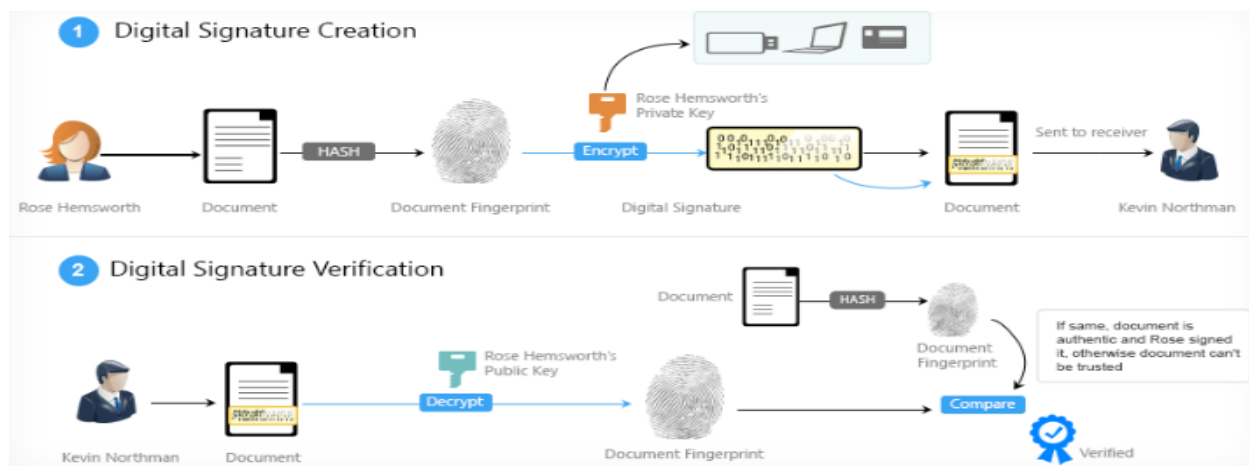 1 Digital Signature Creation
Rose Hemsworth's
Private Key
HASH
Encrypt
Sent to receiver
Rose Hemsworth
Document
Document Fingerprint
Digital Signature
Document
Kevin Northman
2 Digital Signature Verification
Document
HASH
Document
Fingerprint
If same, document is
authentic and Rose signed
it, otherwise document can't
be trusted
Rose Hemsworth's
Public Key
Decrypt
Compare
Kevin Northman
Document
Document Fingerprint
Verified